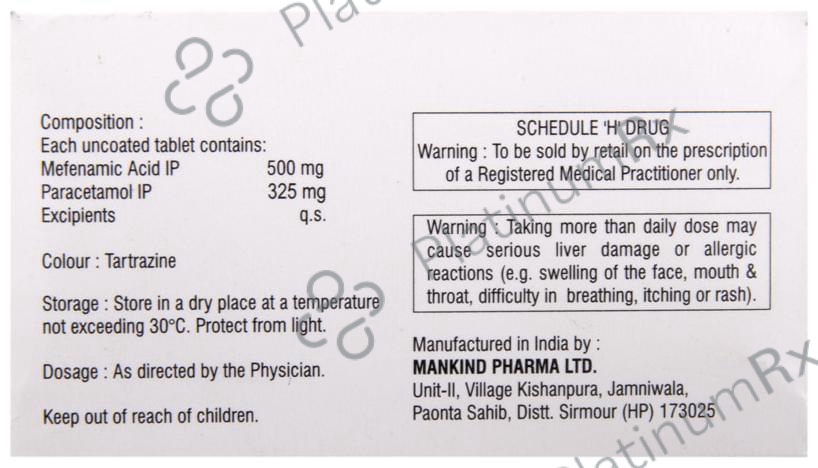 Composition :
Each uncoated tablet contains:
Mefenamic Acid IP 500 mg
Paracetamol IP 325 mg
Excipients q.s.
Colour : Tartrazine
Storage : Store in a dry place at a temperature
not exceeding 30°C. Protect from light.
Dosage : As directed by the Physician.
Keep out of reach of children.
SCHEDULE 'H' DRUG
Warning : To be sold by retail on the prescription
of a Registered Medical Practitioner only.
Warning : Taking more than daily dose may
cause serious liver damage or allergic
reactions (e.g. swelling of the face, mouth &
throat, difficulty in breathing, itching or rash).
Manufactured in India by :
MANKIND PHARMA LTD.
Unit-II, Village Kishanpura, Jamniwala,
Paonta Sahib, Distt. Sirmour (HP) 173025
PlatinumRx
PlatinumRx